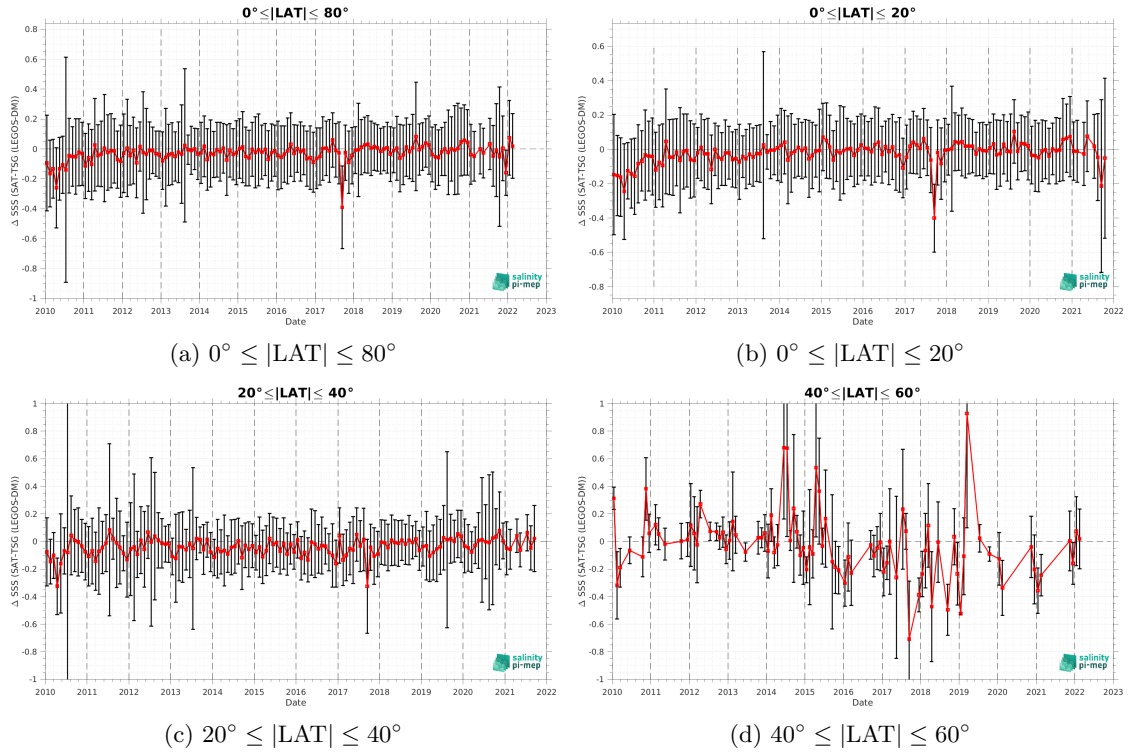 0°≤|LAT|≤ 80°
Δ SSS (SAT-TSG (LEGOS-DM))
0.8
0.6
0.4
0.2
0
-0.2
-0.4
-0.6
-0.8
-1
2010 2011 2012 2013 2014 2015 2016 2017 2018 2019 2020 2021 2022 2023
Date
salinity
pi-mep
(a) 0° ≤ |LAT| ≤ 80°
0°≤|LAT|≤ 20°
Δ SSS (SAT-TSG (LEGOS-DM))
0.6
0.4
0.2
0
-0.2
-0.4
-0.6
-0.8
2010 2011 2012 2013 2014 2015 2016 2017 2018 2019 2020 2021 2022
Date
salinity
pi-mep
(b) 0° ≤ |LAT| ≤ 20°
20°≤|LAT|≤ 40°
Δ SSS (SAT-TSG (LEGOS-DM))
1
0.8
0.6
0.4
0.2
0
-0.2
-0.4
-0.6
-0.8
-1
2010 2011 2012 2013 2014 2015 2016 2017 2018 2019 2020 2021 2022
Date
salinity
pi-mep
(c) 20° ≤ |LAT| ≤ 40°
40°≤|LAT|≤ 60°
Δ SSS (SAT-TSG (LEGOS-DM))
1
0.8
0.6
0.4
0.2
0
-0.2
-0.4
-0.6
-0.8
-1
2010 2011 2012 2013 2014 2015 2016 2017 2018 2019 2020 2021 2022 2023
Date
salinity
pi-mep
(d) 40° ≤ |LAT| ≤ 60°